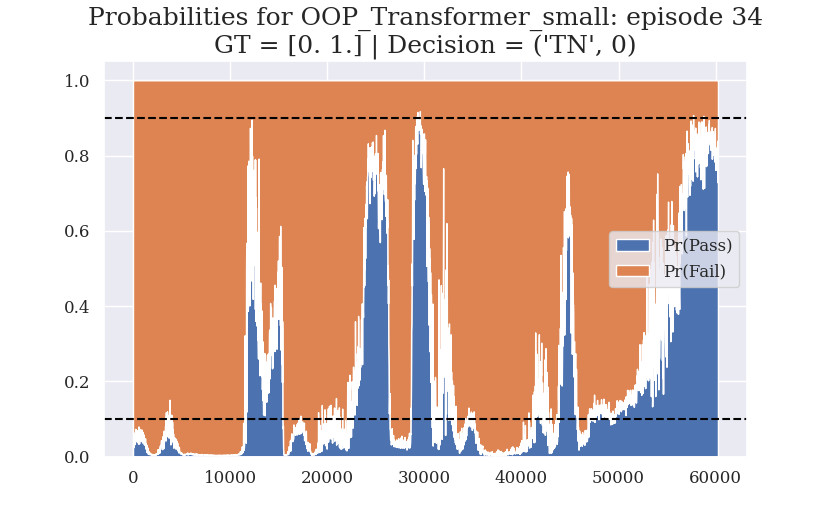 Probabilities for OOP_Transformer_small: episode 34
GT = [0. 1.] | Decision = ('TN', 0)
1.0
0.8
0.6
0.4
0.2
0.0
Pr(Pass)
Pr(Fail)
0 10000 20000 30000 40000 50000 60000